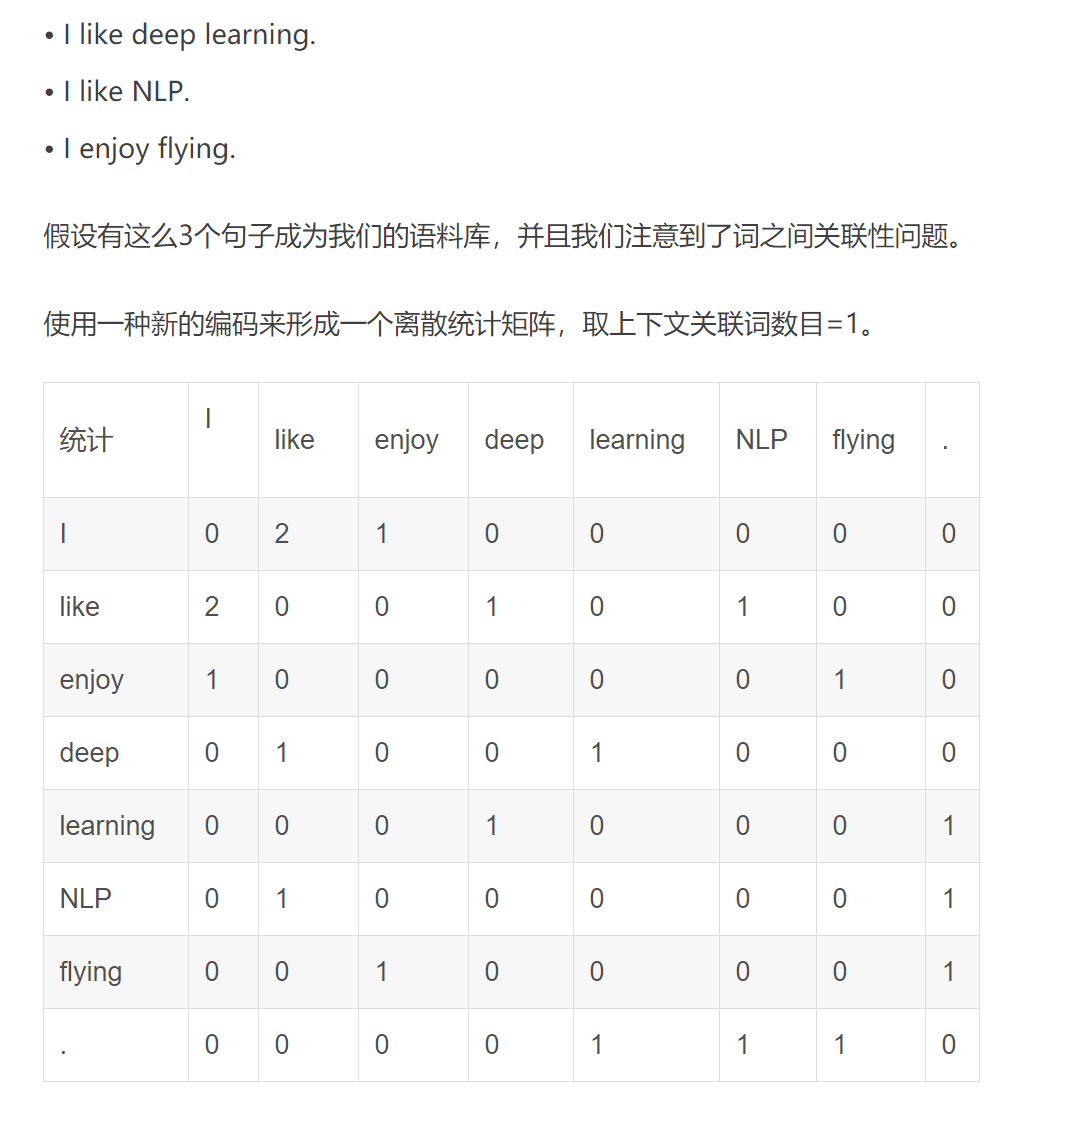 • I like deep learning.
• I like NLP.
• I enjoy flying.
假设有这么3个句子成为我们的语料库，并且我们注意到了词之间关联性问题。
使用一种新的编码来形成一个离散统计矩阵，取上下文关联词数目=1。
统计 I like enjoy deep learning NLP flying .
I 0 2 1 0 0 0 0 0
like 2 0 0 1 0 1 0 0
enjoy 1 0 0 0 0 0 1 0
deep 0 1 0 0 1 0 0 0
learning 0 0 0 1 0 0 0 1
NLP 0 1 0 0 0 0 0 1
flying 0 0 1 0 0 0 0 1
. 0 0 0 0 1 1 1 0